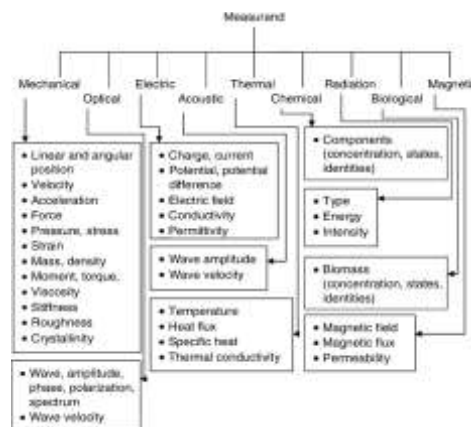 Measurand
Mechanical
Electric
Thermal
Radiation
Magnetic
Optical
Acoustic
Chemical
Biological
• Linear and angular
position
• Velocity
• Acceleration
• Force
• Pressure, stress
• Strain
• Mass, density
• Moment, torque,
• Viscosity
• Stiffness
• Roughness
• Crystallinity
• Wave, amplitude,
phase, polarization,
spectrum
• Wave velocity
• Charge, current
• Potential, potential
difference
• Electric field
• Conductivity
• Permittivity
• Wave amplitude
• Wave velocity
• Temperature
• Heat flux
• Specific heat
• Thermal conductivity
• Components
(concentration, states,
identities)
• Type
• Energy
• Intensity
• Biomass
(concentration, states,
identities)
• Magnetic field
• Magnetic flux
• Permeability